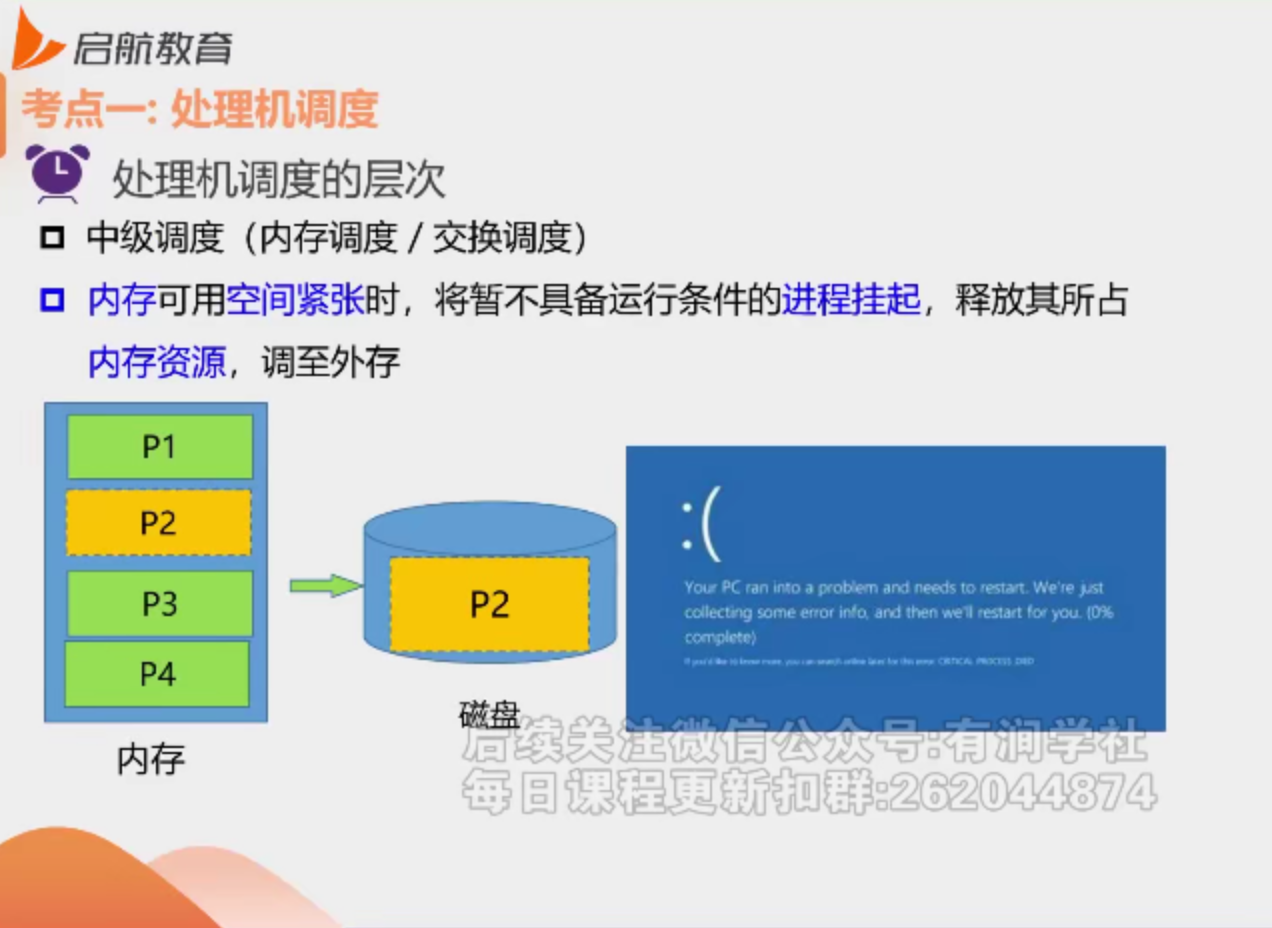 启航教育
考点一: 处理机调度
处理机调度的层次
中级调度（内存调度 / 交换调度）
内存可用空间紧张时，将暂不具备运行条件的进程挂起，释放其所占
内存资源，调至外存
P1
P2
P3
P4
内存
P2
磁盘
:(
Your PC ran into a problem and needs to restart. We're just
collecting some error info, and then we'll restart for you. (0%
complete)
If you'd like to know more, you can search online later for this error: CRITICAL_PROCESS_DIED
后续关注微信公众号:有润学社
每日课程更新扣群:262044874